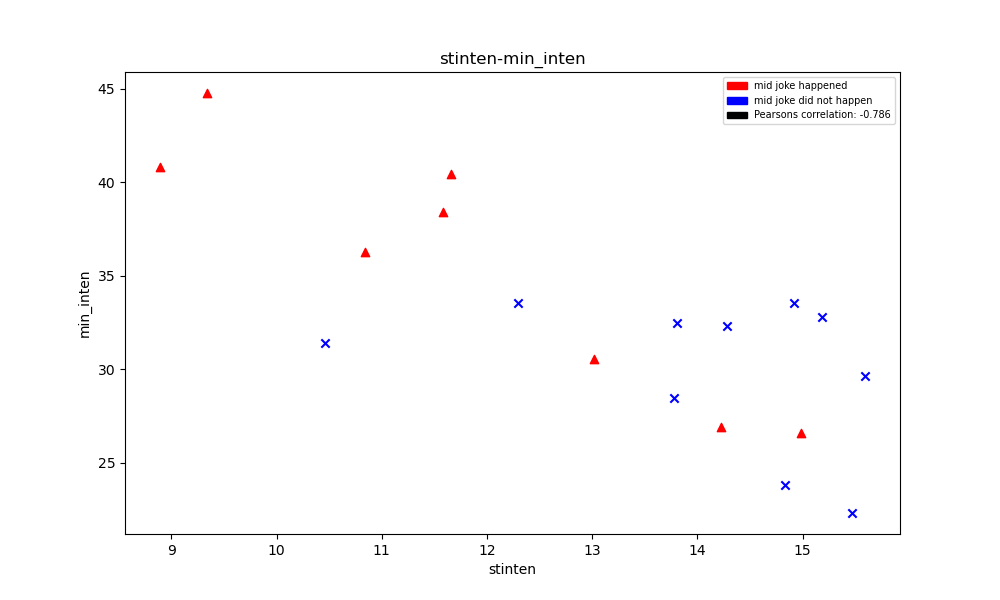 stinten-min_inten
mid joke happened
mid joke did not happen
Pearsons correlation: -0.786
45
40
35
30
25
min_inten
9 10 11 12 13 14 15
stinten